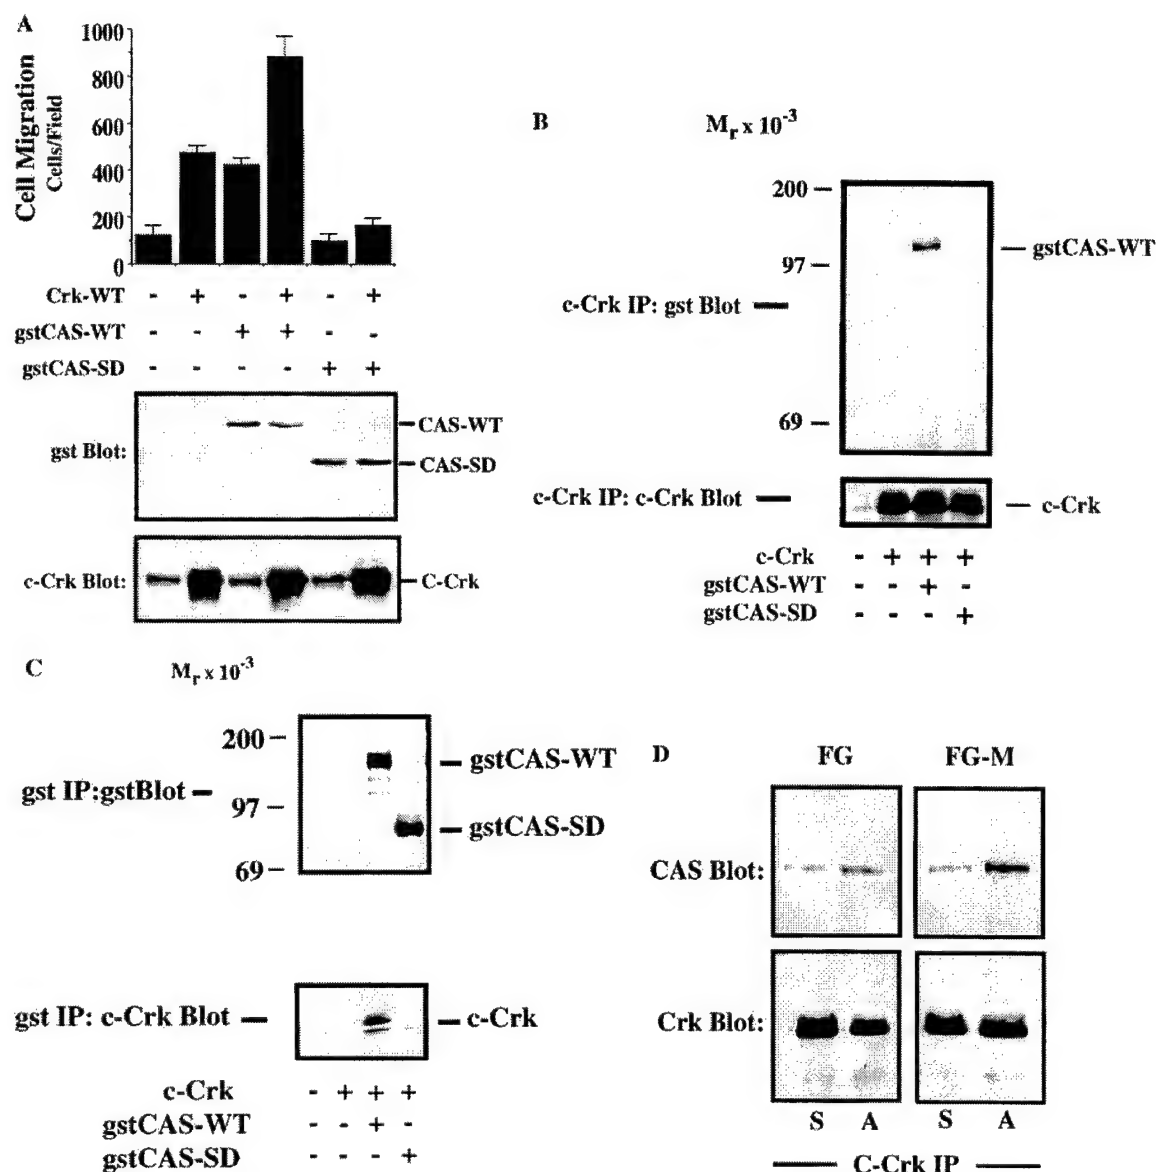 A
1000
800
600
400
200
0
Cell Migration
Cells/Field
Crk-WT - + - + - +
gstCAS-WT - - + + - -
gstCAS-SD - - - - + +
gst Blot:
CAS-WT
CAS-SD
c-Crk Blot:
C-Crk
B
Mr x 10-3
200
97
69
gstCAS-WT
c-Crk IP: gst Blot
c-Crk IP: c-Crk Blot
c-Crk
c-Crk - + + +
gstCAS-WT - - + -
gstCAS-SD - - - +
C
Mr x 10-3
200
97
69
gst IP:gstBlot
gstCAS-WT
gstCAS-SD
gst IP: c-Crk Blot
c-Crk
c-Crk - + + +
gstCAS-WT - - + -
gstCAS-SD - - - +
D
FG FG-M
CAS Blot:
Crk Blot:
S A S A
C-Crk IP